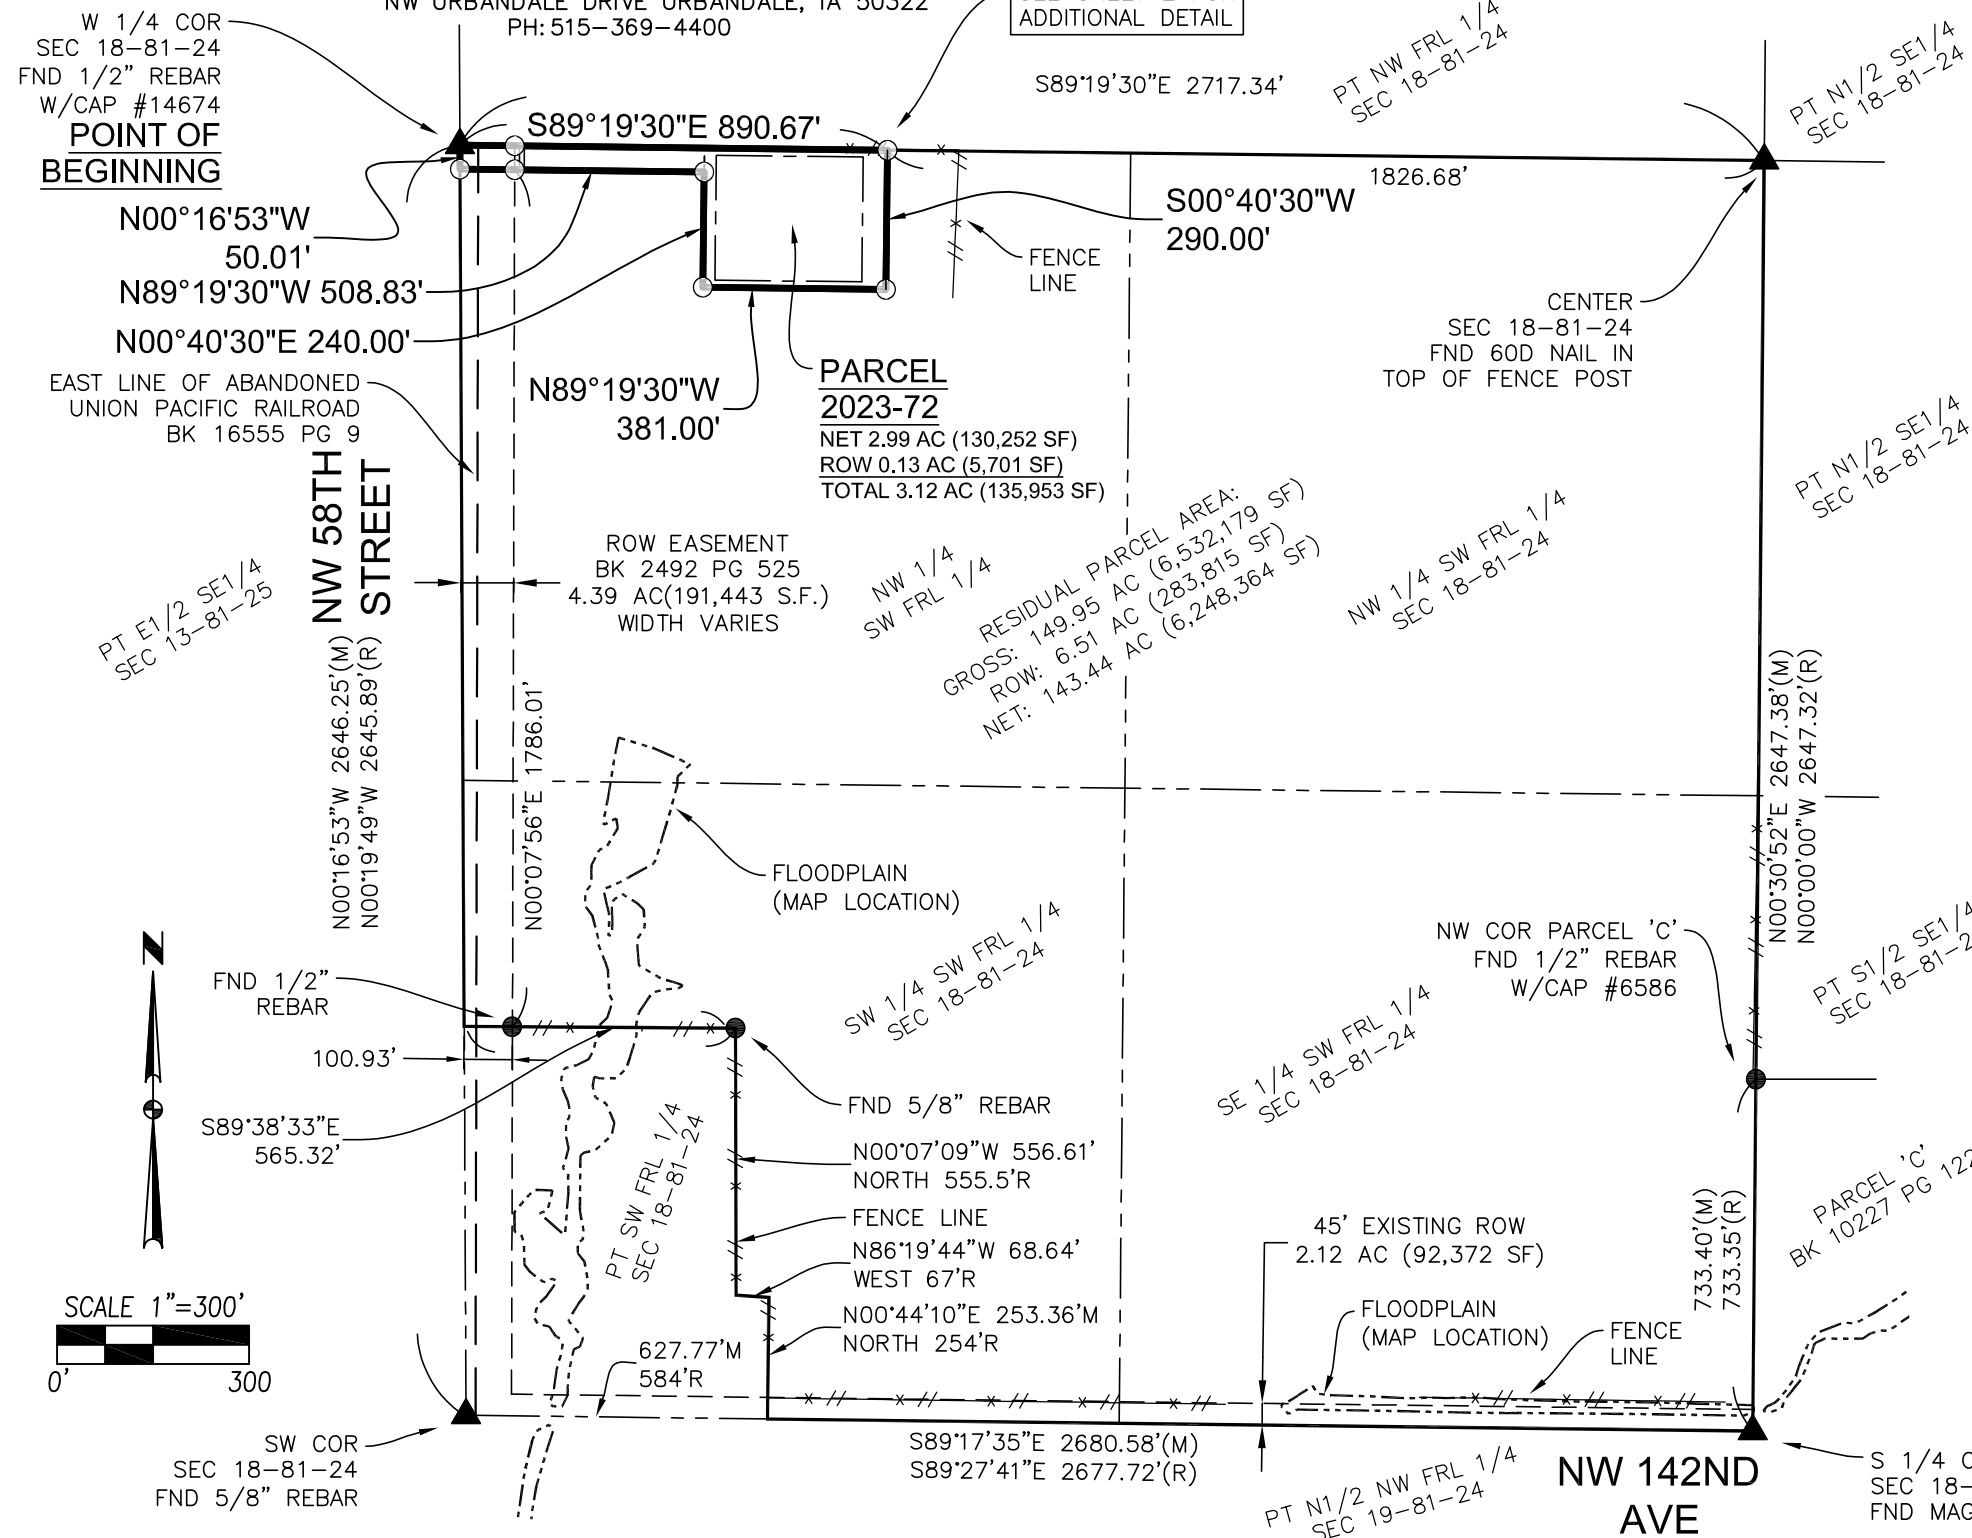 NW URBANDALE DRIVE URBANDALE, IA 50322
PH: 515-369-4400
ADDITIONAL DETAIL
W 1/4 COR
SEC 18-81-24
FND 1/2" REBAR
W/CAP #14674
POINT OF
BEGINNING
S89°19'30"E 890.67'
S89°19'30"E 2717.34'
PT NW FRL 1/4
SEC 18-81-24
PT N1/2 SE1/4
SEC 18-81-24
1826.68'
N00°16'53"W
50.01'
N89°19'30"W 508.83'
N00°40'30"E 240.00'
S00°40'30"W
290.00'
FENCE
LINE
CENTER
SEC 18-81-24
FND 60D NAIL IN
TOP OF FENCE POST
EAST LINE OF ABANDONED
UNION PACIFIC RAILROAD
BK 16555 PG 9
N89°19'30"W
381.00'
PARCEL
2023-72
NET 2.99 AC (130,252 SF)
ROW 0.13 AC (5,701 SF)
TOTAL 3.12 AC (135,953 SF)
PT N1/2 SE1/4
SEC 18-81-24
NW 58TH
STREET
ROW EASEMENT
BK 2492 PG 525
4.39 AC(191,443 S.F.)
WIDTH VARIES
NW 1/4
SW FRL 1/4
RESIDUAL PARCEL AREA:
GROSS: 149.95 AC (6,532,179 SF)
ROW: 6.51 AC (283,815 SF)
NET: 143.44 AC (6,248,364 SF)
NW 1/4 SW FRL 1/4
SEC 18-81-24
PT E1/2 SE1/4
SEC 13-81-25
N00°16'53"W 2646.25'(M)
N00°19'49"W 2645.89'(R)
N00°07'56"E 1786.01'
N00°30'52"E 2647.38'(M)
N00°00'00"W 2647.32'(R)
FLOODPLAIN
(MAP LOCATION)
N
FND 1/2"
REBAR
100.93'
S89°38'33"E
565.32'
SW 1/4 SW FRL 1/4
SEC 18-81-24
NW COR PARCEL 'C'
FND 1/2" REBAR
W/CAP #6586
PT S1/2 SE1/4
SE 1/4 SW FRL 1/4
SEC 18-81-24
FND 5/8" REBAR
N00°07'09"W 556.61'
NORTH 555.5'R
FENCE LINE
N86°19'44"W 68.64'
WEST 67'R
N00°44'10"E 253.36'M
NORTH 254'R
PT SW FRL 1/4
SEC 18-81-24
45' EXISTING ROW
2.12 AC (92,372 SF)
FLOODPLAIN
(MAP LOCATION)
FENCE
LINE
733.40'(M)
733.35'(R)
PARCEL 'C'
BK 10227 PG 122
SCALE 1"=300'
0' 300
627.77'M
584'R
SW COR
SEC 18-81-24
FND 5/8" REBAR
S89°17'35"E 2680.58'(M)
S89°27'41"E 2677.72'(R)
PT N1/2 NW FRL 1/4
SEC 19-81-24
NW 142ND
AVE
S 1/4 C
SEC 18-
FND MAG